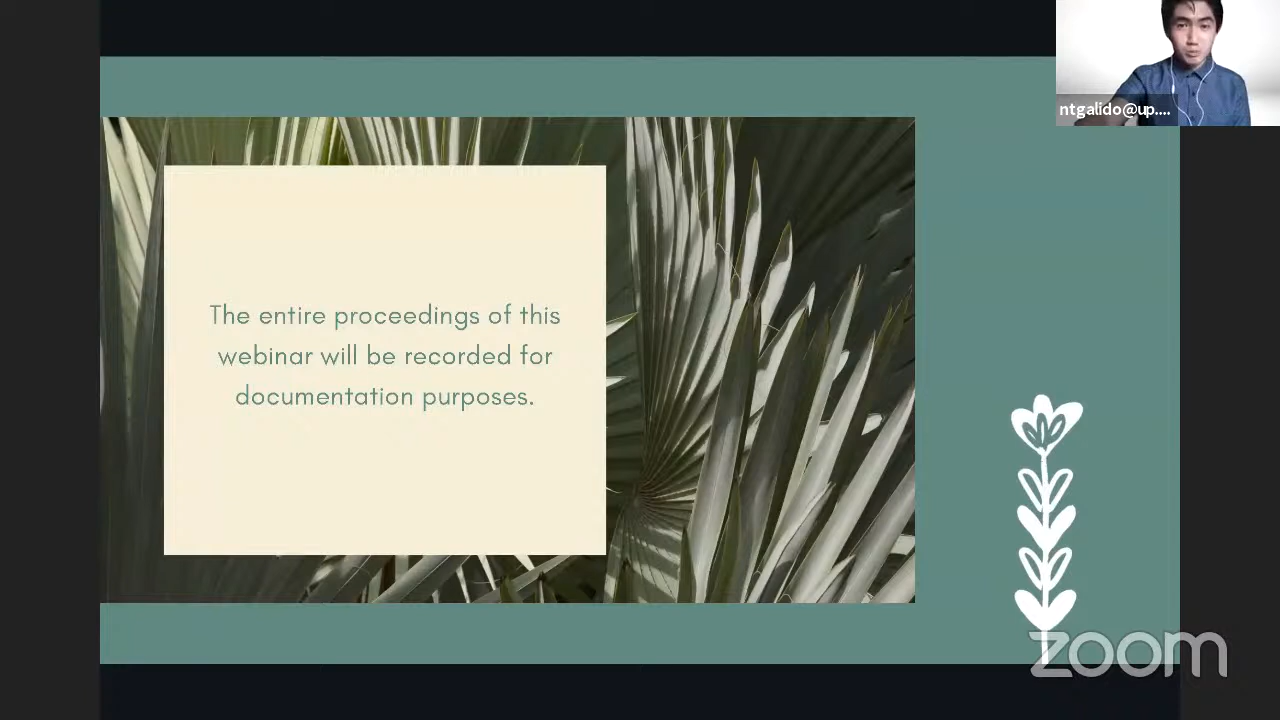 ntgalido@up....
The entire proceedings of this
webinar will be recorded for
documentation purposes.
zoom